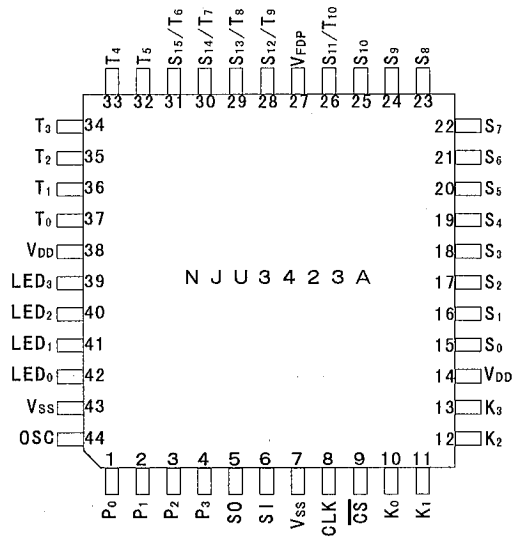 T4 T5 S15/T6 S14/T7 S13/T8 S12/T9 VFDP S11/T10 S10 S9 S8
33 32 31 30 29 28 27 26 25 24 23
T3 34
T2 35
T1 36
T0 37
VDD 38
LED3 39
LED2 40
LED1 41
LED0 42
VSS 43
OSC 44
NJU3423A
22 S7
21 S6
20 S5
19 S4
18 S3
17 S2
16 S1
15 S0
14 VDD
13 K3
12 K2
1 2 3 4 5 6 7 8 9 10 11
P0 P1 P2 P3 SO SI VSS CLK C̅S̅ K0 K1